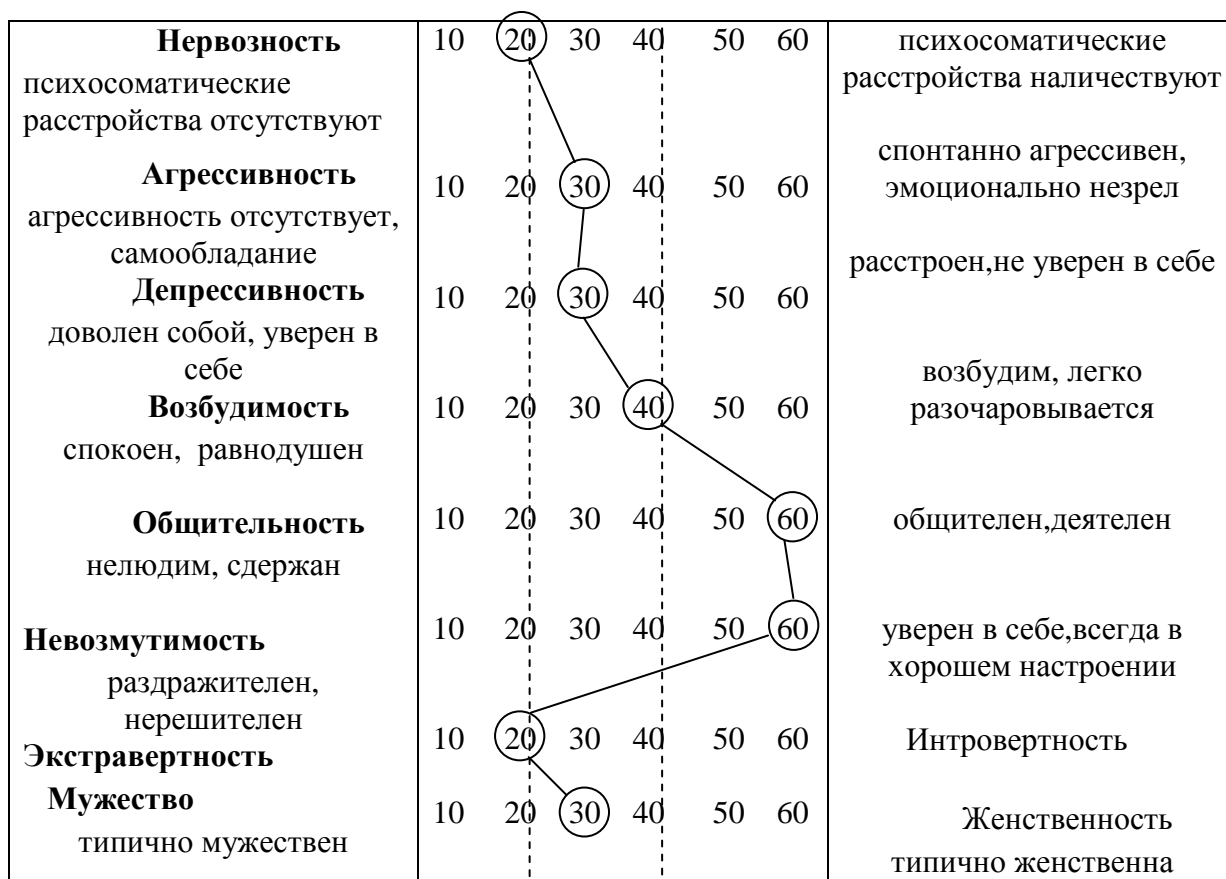 Нервозность 10 20 30 40 50 60 психосоматические
психосоматические расстройства наличествуют
расстройства отсутствуют
спонтанно агрессивен,
Агрессивность 10 20 30 40 50 60 эмоционально незрел
агрессивность отсутствует,
самообладание расстроен,не уверен в себе
Депрессивность 10 20 30 40 50 60
доволен собой, уверен в
себе возбудим, легко
Возбудимость 10 20 30 40 50 60 разочаровывается
спокоен, равнодушен
Общительность 10 20 30 40 50 60 общителен,деятелен
нелюдим, сдержан
Невозмутимость 10 20 30 40 50 60 уверен в себе,всегда в
раздражителен, хорошем настроении
нерешителен
Экстравертность 10 20 30 40 50 60 Интровертность
Мужество 10 20 30 40 50 60 Женственность
типично мужествен типично женственна